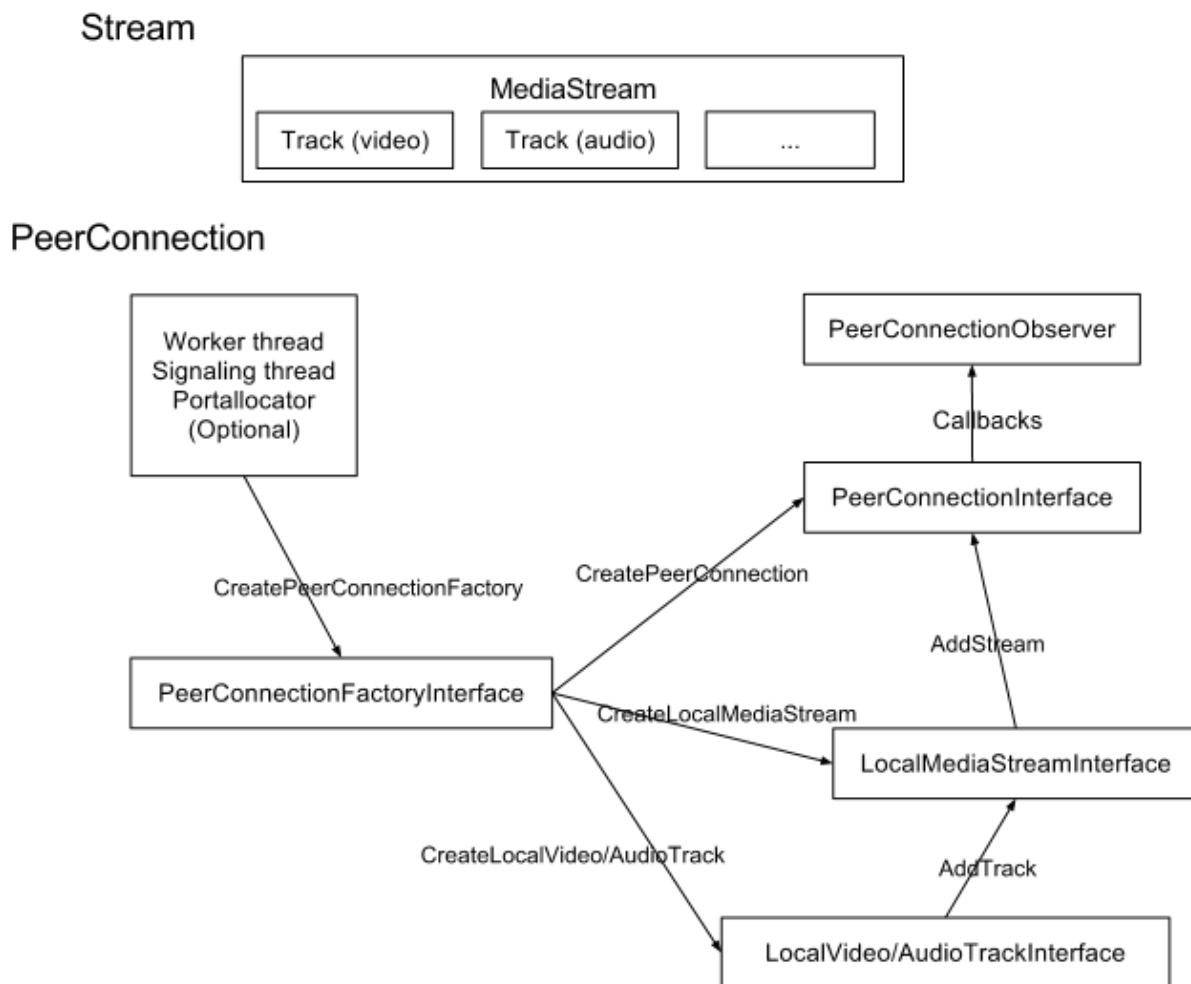 Stream
MediaStream
Track (video)
Track (audio)
...
PeerConnection
Worker thread
Signaling thread
Portallocator
(Optional)
PeerConnectionObserver
Callbacks
PeerConnectionInterface
CreatePeerConnectionFactory
CreatePeerConnection
AddStream
PeerConnectionFactoryInterface
CreateLocalMediaStream
LocalMediaStreamInterface
CreateLocalVideo/AudioTrack
AddTrack
LocalVideo/AudioTrackInterface